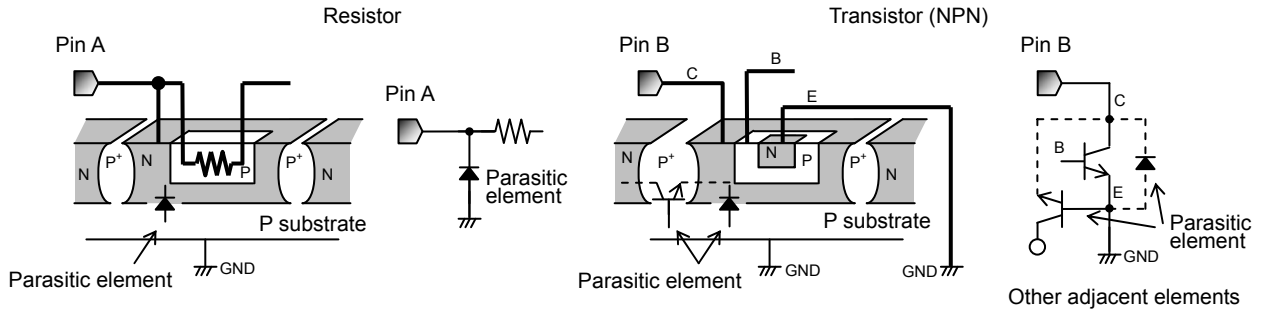 Resistor
Transistor (NPN)
Pin A
Pin B
Pin B
C
B
E
C
Pin A
B
E
N
P+
N
P
P+
N
Parasitic
element
P substrate
GND
Parasitic element
N
P+
N
P
P+
N
P substrate
GND
GND
Parasitic element
Parasitic
element
GND
Other adjacent elements